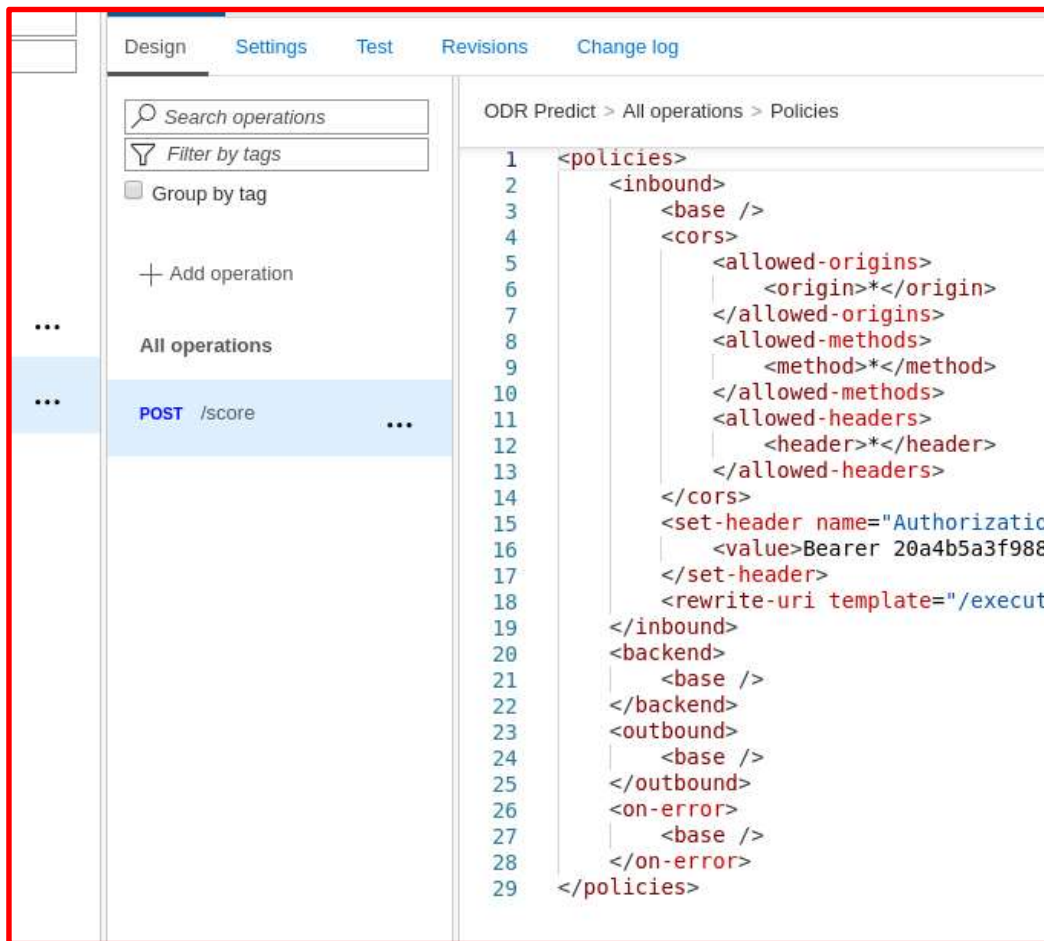 Design Settings Test Revisions Change log
Search operations
Filter by tags
Group by tag
+ Add operation
All operations
POST /score
ODR Predict > All operations > Policies
1 <policies>
2 <inbound>
3 <base />
4 <cors>
5 <allowed-origins>
6 <origin>*</origin>
7 </allowed-origins>
8 <allowed-methods>
9 <method>*</method>
10 </allowed-methods>
11 <allowed-headers>
12 <header>*</header>
13 </allowed-headers>
14 </cors>
15 <set-header name="Authorizatio
16 <value>Bearer 20a4b5a3f988
17 </set-header>
18 <rewrite-uri template="/execut
19 </inbound>
20 <backend>
21 <base />
22 </backend>
23 <outbound>
24 <base />
25 </outbound>
26 <on-error>
27 <base />
28 </on-error>
29 </policies>